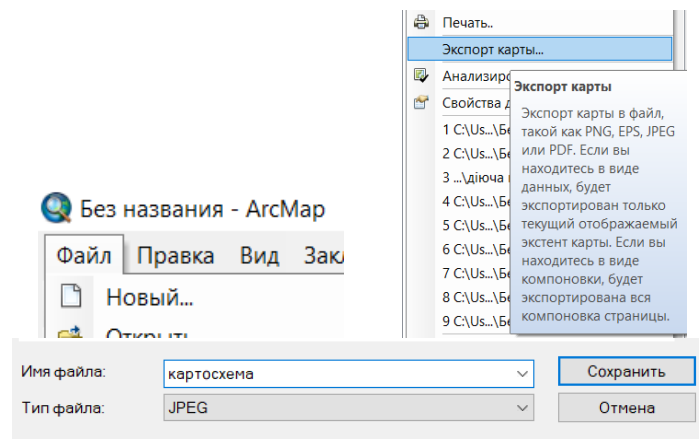 Печать..
Экспорт карты...
Анализиро
Свойства д
Экспорт карты
Экспорт карты в файл,
такой как PNG, EPS, JPEG
или PDF. Если вы
находитесь в виде
данных, будет
экспортирован только
текущий отображаемый
экстент карты. Если вы
находитесь в виде
компоновки, будет
экспортирована вся
компоновка страницы.
1 C:\Us...\Бе
2 C:\Us...\Бе
3 ...\діюча
4 C:\Us...\Бе
5 C:\Us...\Бе
6 C:\Us...\Бе
7 C:\Us...\Бе
8 C:\Us...\Бе
9 C:\Us...\Бе
Без названия - ArcMap
Файл Правка Вид Закл
Новый...
Открыть
Имя файла: картосхема Сохранить
Тип файла: JPEG Отмена